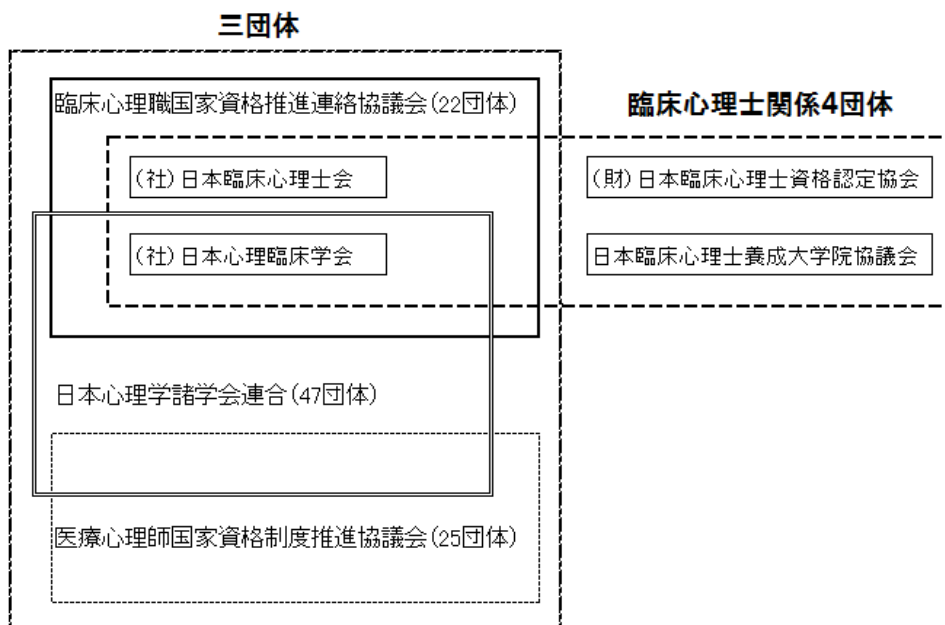 三団体
臨床心理職国家資格推進連絡協議会(22団体)
臨床心理士関係4団体
(社)日本臨床心理士会
(財)日本臨床心理士資格認定協会
(社)日本心理臨床学会
日本臨床心理士養成大学院協議会
日本心理学諸学会連合(47団体)
医療心理師国家資格制度推進協議会(25団体)